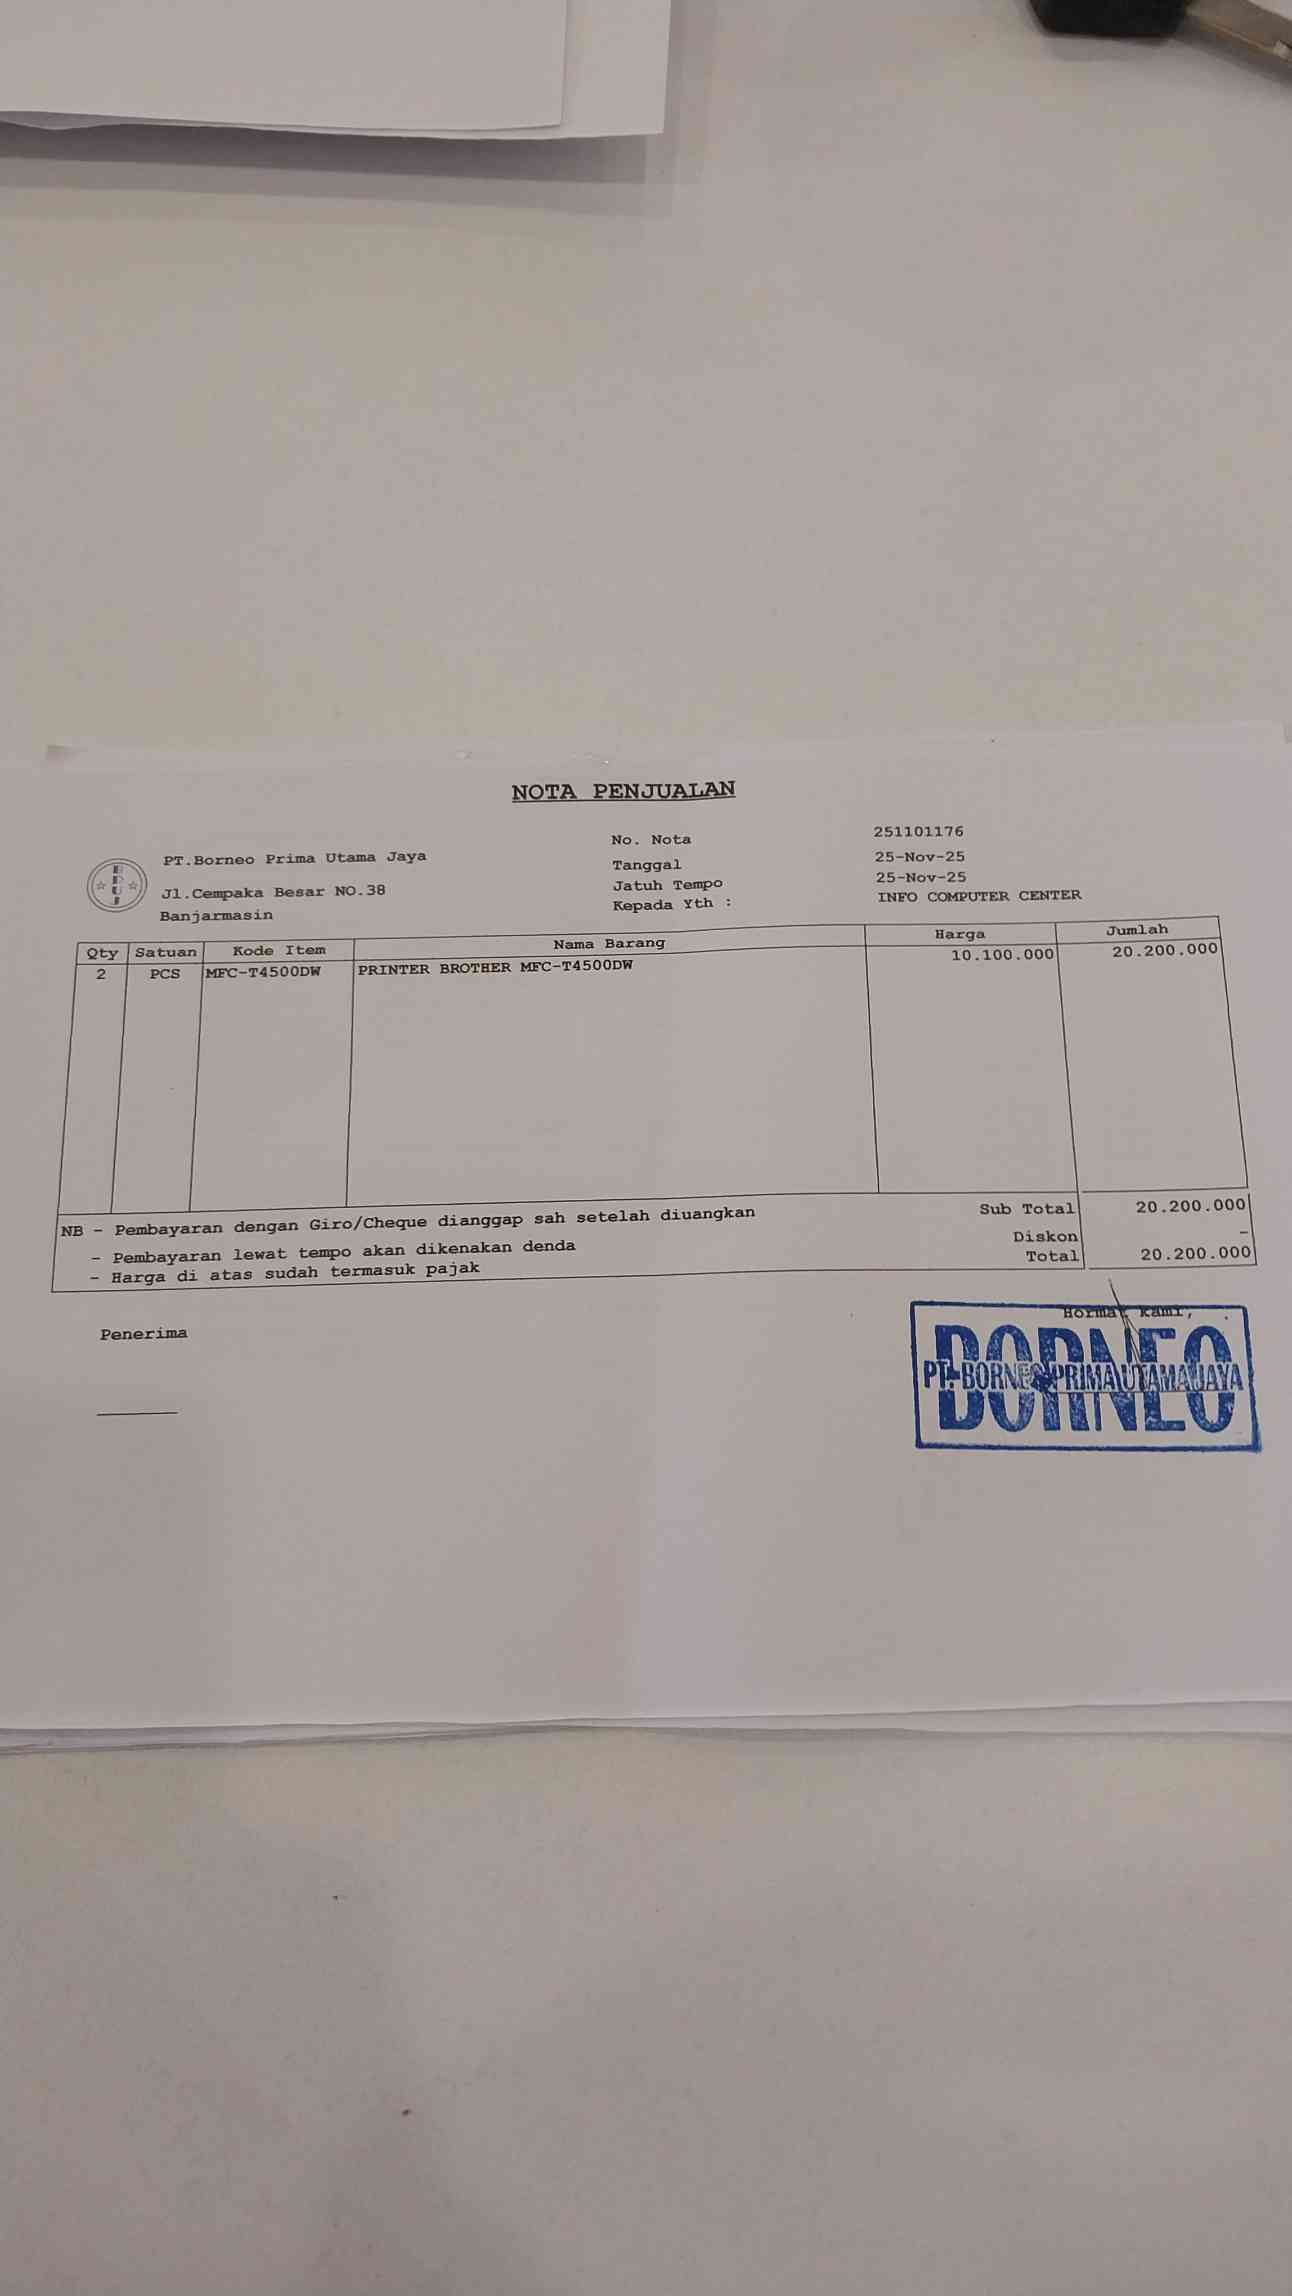 NOTA PENJUALAN
PT.Borneo Prima Utama Jaya
Jl.Cempaka Besar NO.38
Banjarmasin
No. Nota 251101176
Tanggal 25-Nov-25
Jatuh Tempo 25-Nov-25
Kepada Yth : INFO COMPUTER CENTER
Qty Satuan Kode Item Nama Barang Harga Jumlah
2 PCS MFC-T4500DW PRINTER BROTHER MFC-T4500DW 10.100.000 20.200.000
NB - Pembayaran dengan Giro/Cheque dianggap sah setelah diuangkan Sub Total 20.200.000
- Pembayaran lewat tempo akan dikenakan denda Diskon -
- Harga di atas sudah termasuk pajak Total 20.200.000
Penerima
Hormat kami,
BORNEO
PT. BORNEO PRIMA UTAMA JAYA